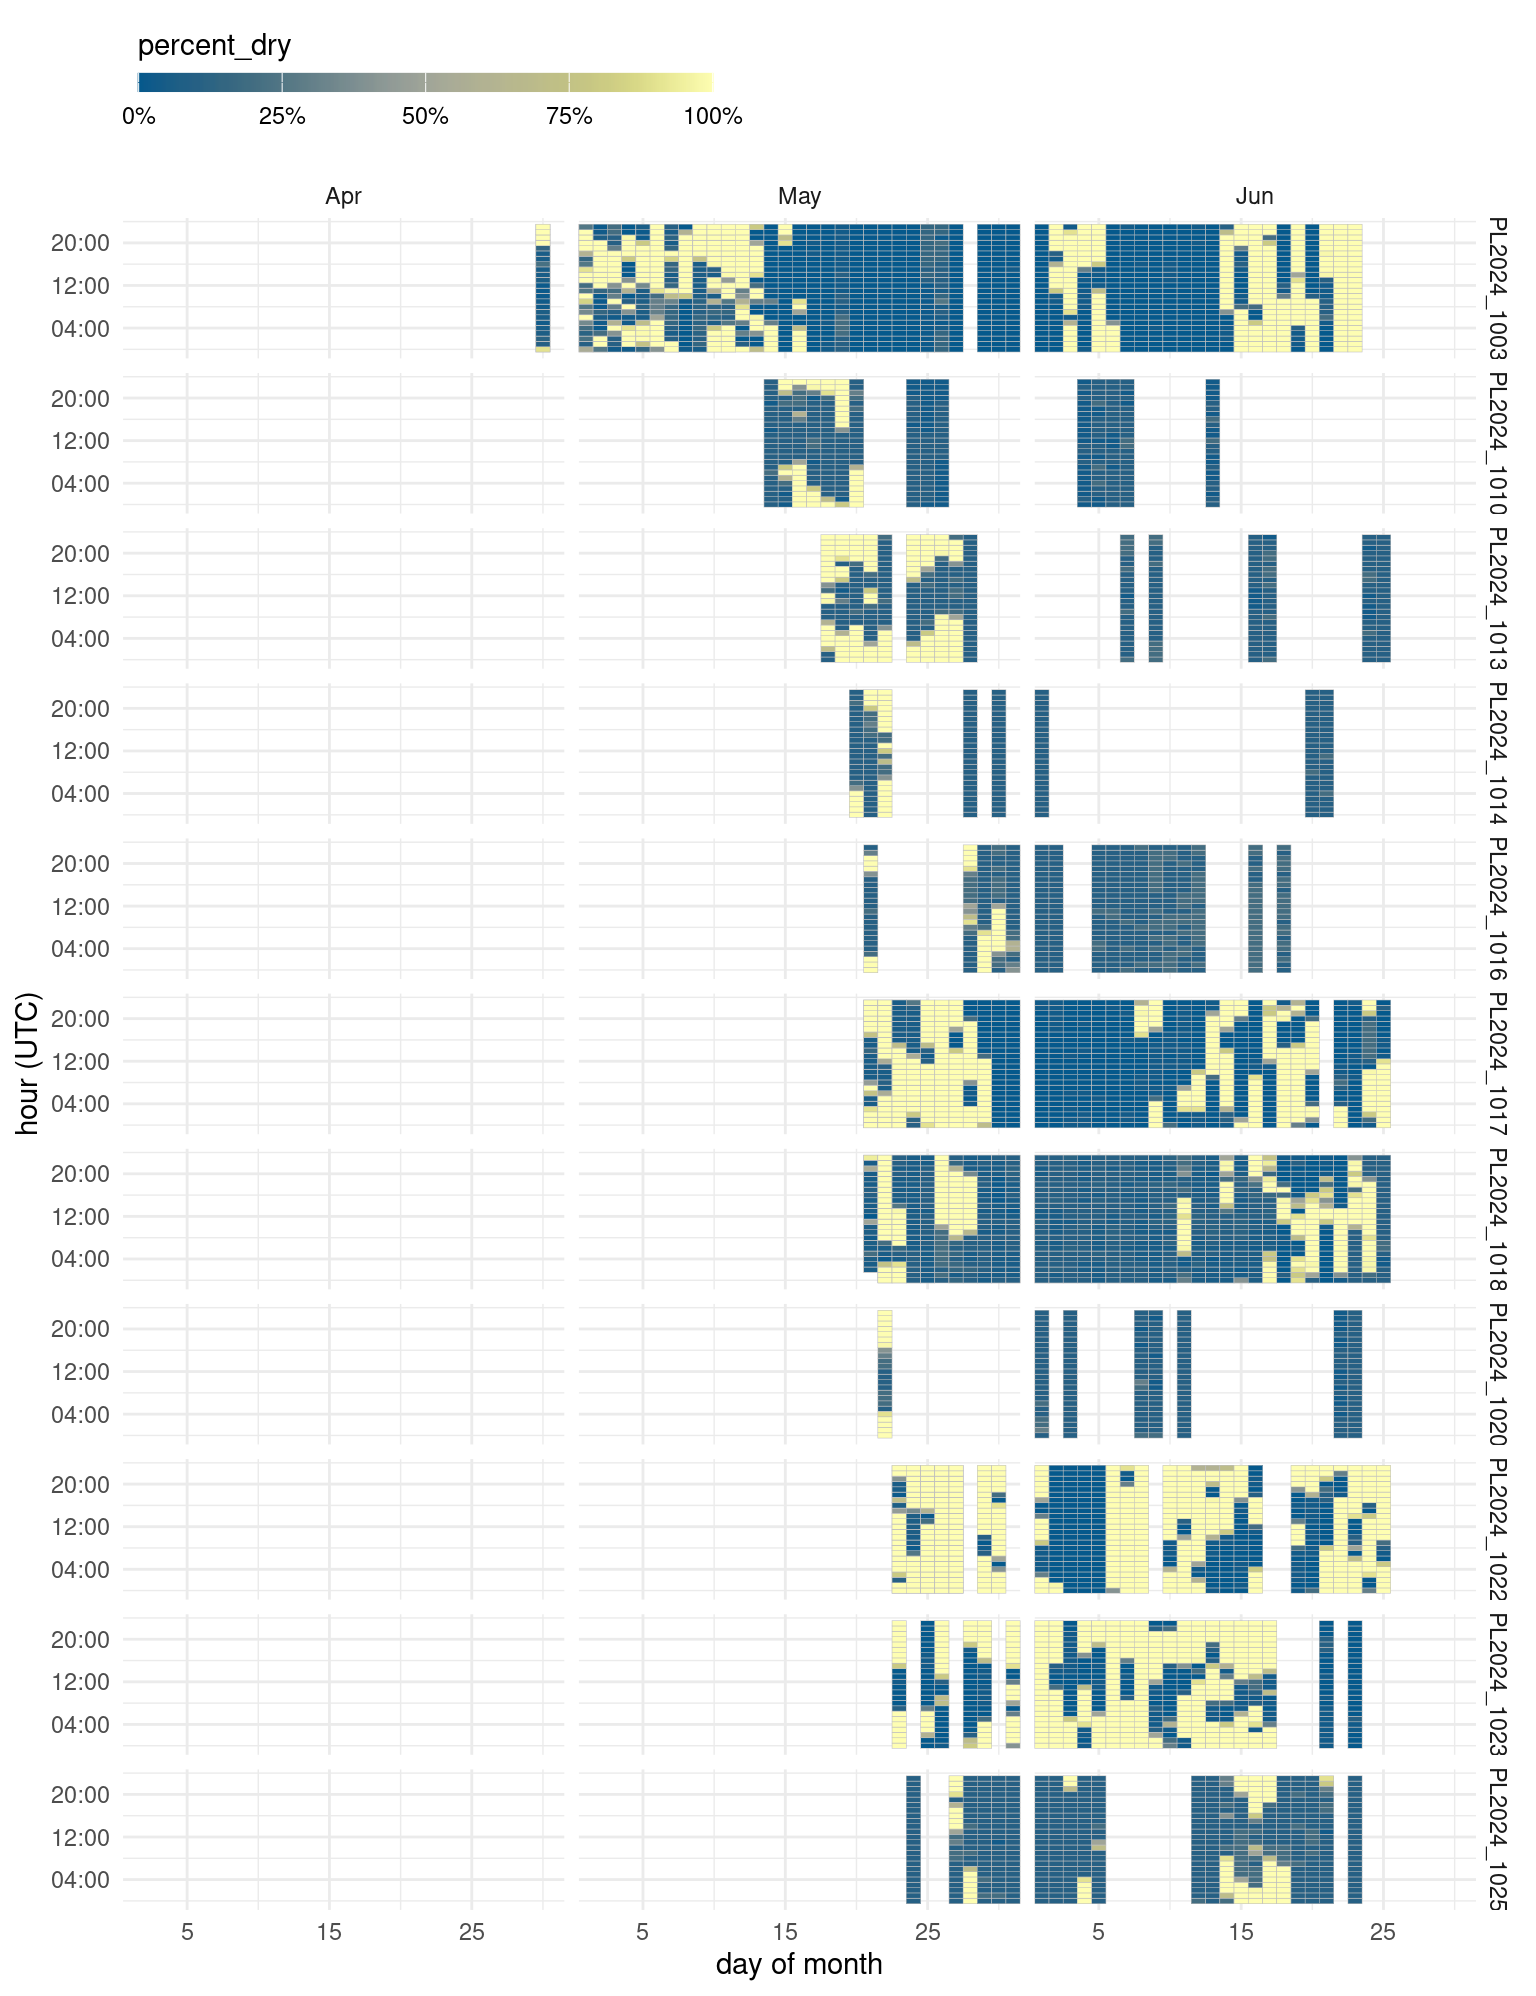 percent_dry
0% 25% 50% 75% 100%
Apr May Jun
20:00
12:00
04:00
PL2024_1003
20:00
12:00
04:00
PL2024_1010
20:00
12:00
04:00
PL2024_1013
20:00
12:00
04:00
PL2024_1014
20:00
12:00
04:00
PL2024_1016
hour (UTC)
20:00
12:00
04:00
PL2024_1017
20:00
12:00
04:00
PL2024_1018
20:00
12:00
04:00
PL2024_1020
20:00
12:00
04:00
PL2024_1022
20:00
12:00
04:00
PL2024_1023
20:00
12:00
04:00
PL2024_1025
5 15 25 5 15 25 5 15 25
day of month